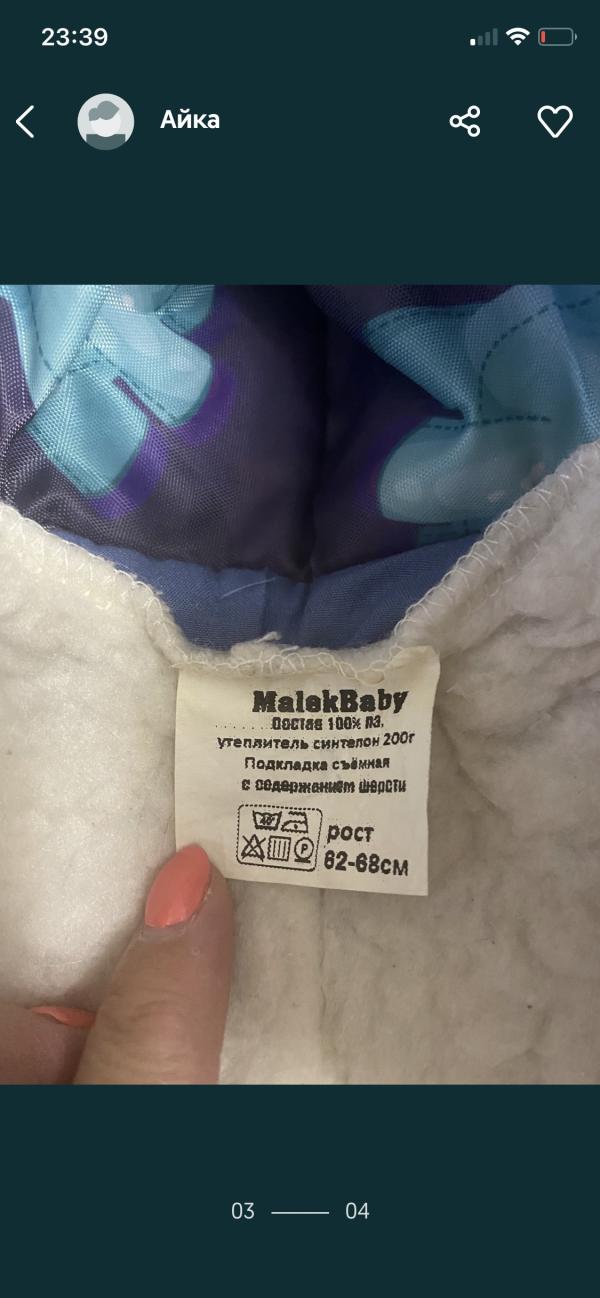 23:39
Айка
MalekBaby
Состав 100% пэ,
утеплитель синтепон 200г
Подкладка съёмная
с содержанием шерсти
40°
P
рост
62-68см
03 04